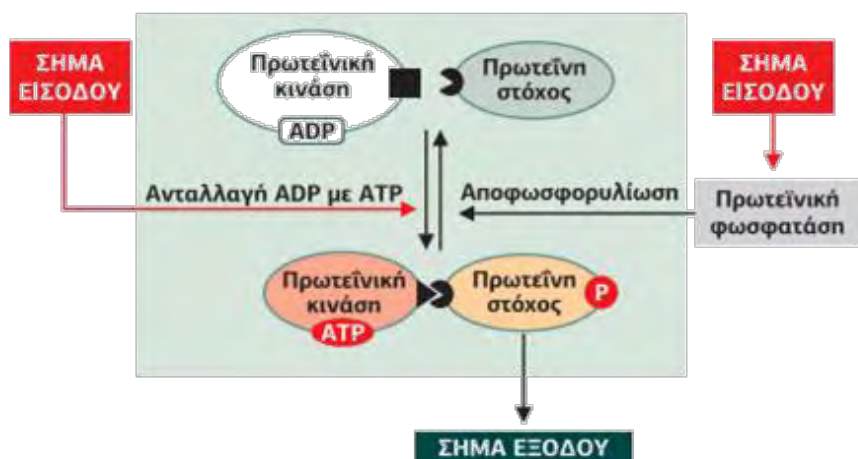 ΣΗΜΑ
ΕΙΣΟΔΟΥ
Πρωτεϊνική
κινάση
ADP
Πρωτεΐνη
στόχος
ΣΗΜΑ
ΕΙΣΟΔΟΥ
Ανταλλαγή ADP με ATP
Αποφωσφορυλίωση
Πρωτεϊνική
φωσφατάση
Πρωτεϊνική
κινάση
ATP
Πρωτεΐνη
στόχος
P
ΣΗΜΑ ΕΞΟΔΟΥ